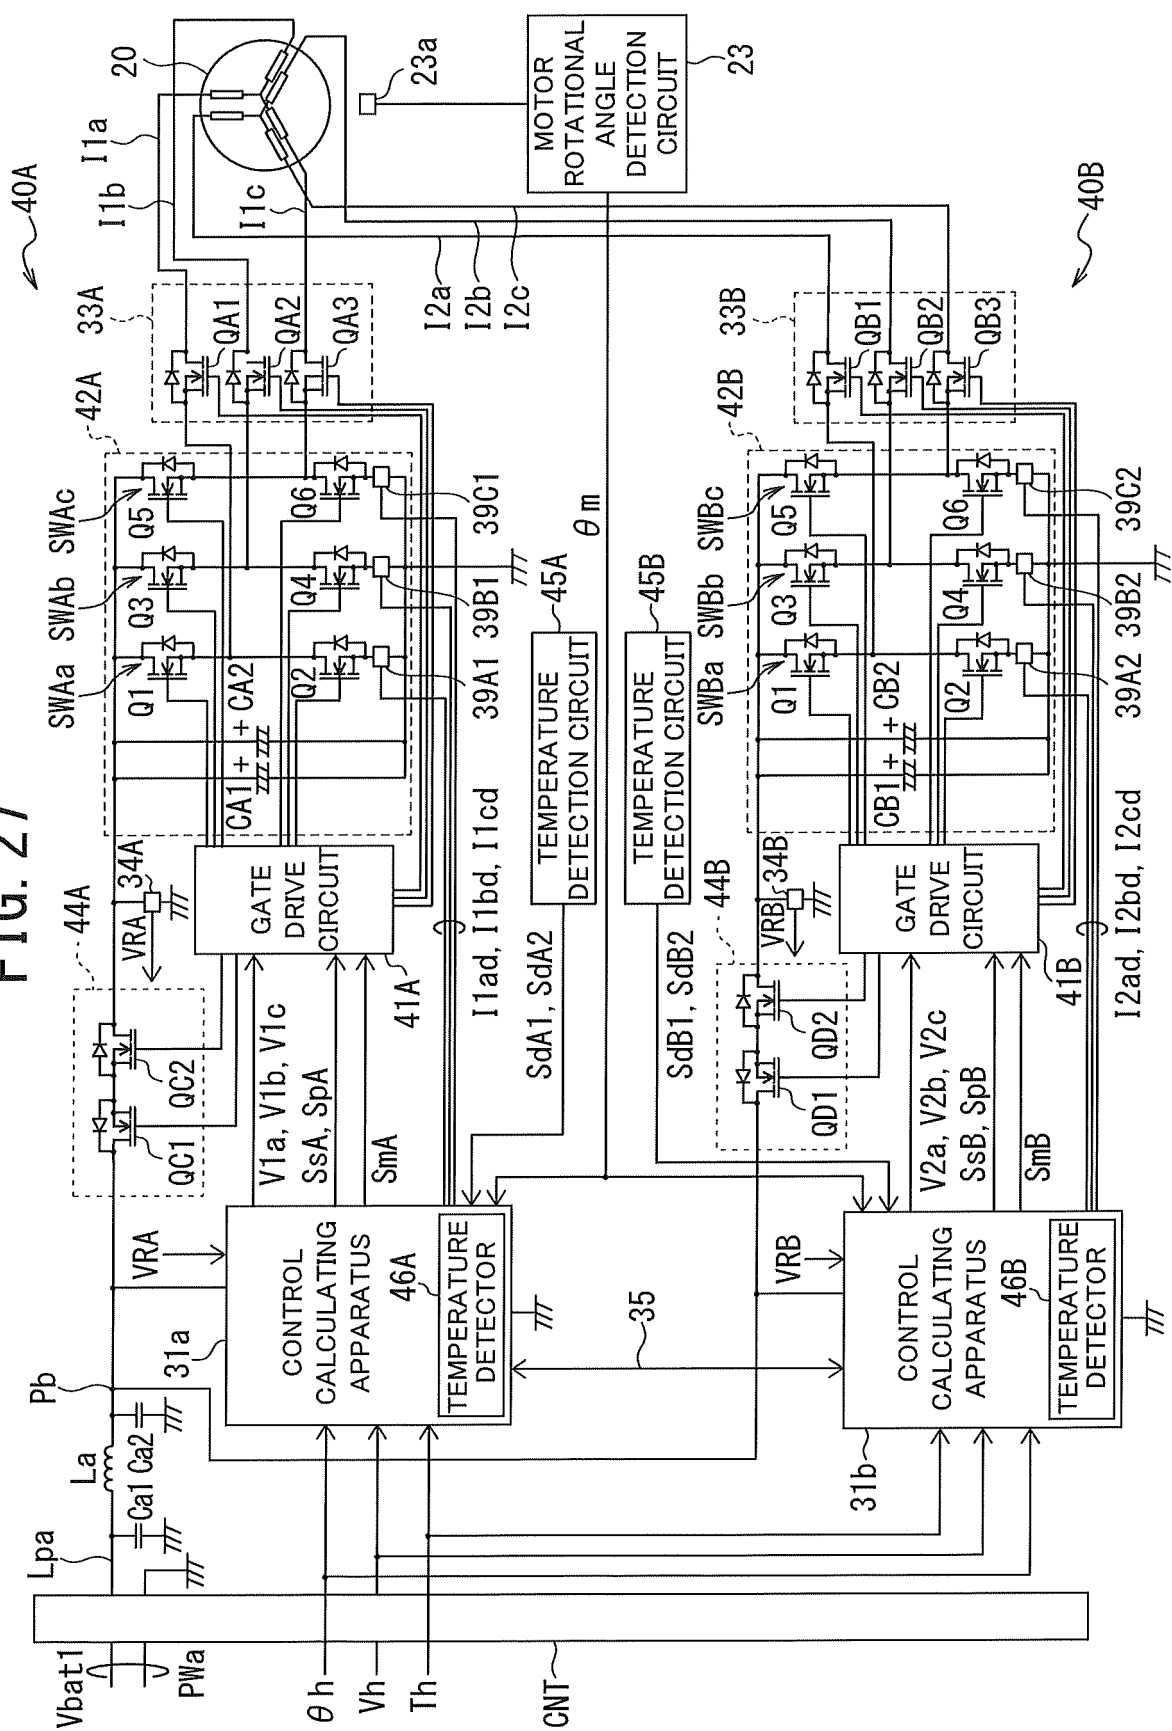 FIG. 27
40A
20
I1a
I1b
I1c
23a
MOTOR
ROTATIONAL
ANGLE
DETECTION
CIRCUIT
23
33A
QA1
QA2
QA3
I2a
I2b
I2c
40B
42A
SWAa
SWAb
SWAc
Q1
Q3
Q5
Q2
Q4
Q6
CA1
+
CA2
+
39A1
39B1
39C1
θm
44A
QC1
QC2
VRA
34A
GATE
DRIVE
CIRCUIT
41A
V1a, V1b, V1c
SsA, SpA
SmA
I1ad, I1bd, I1cd
45A
TEMPERATURE
DETECTION CIRCUIT
SdA1, SdA2
45B
TEMPERATURE
DETECTION CIRCUIT
SdB1, SdB2
VRA
31a
CONTROL
CALCULATING
APPARATUS
46A
TEMPERATURE
DETECTOR
35
Pb
La
Ca1
Ca2
Lpa
Vbat1
PWa
θh
Vh
Th
CNT
33B
QB1
QB2
QB3
42B
SWBa
SWBb
SWBc
Q1
Q3
Q5
Q2
Q4
Q6
CB1
+
CB2
+
39A2
39B2
39C2
44B
QD1
QD2
VRB
34B
GATE
DRIVE
CIRCUIT
41B
V2a, V2b, V2c
SsB, SpB
SmB
I2ad, I2bd, I2cd
VRB
31b
CONTROL
CALCULATING
APPARATUS
46B
TEMPERATURE
DETECTOR